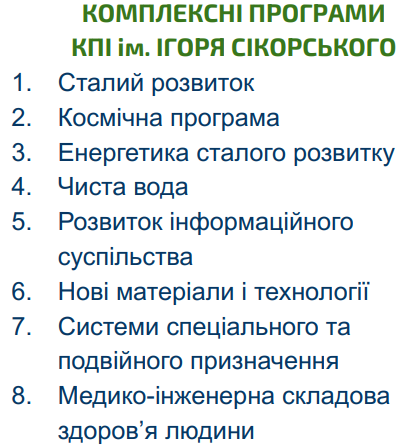 КОМПЛЕКСНІ ПРОГРАМИ
КПІ ім. ІГОРЯ СІКОРСЬКОГО
1. Сталий розвиток
2. Космічна програма
3. Енергетика сталого розвитку
4. Чиста вода
5. Розвиток інформаційного
суспільства
6. Нові матеріали і технології
7. Системи спеціального та
подвійного призначення
8. Медико-інженерна складова
здоров’я людини